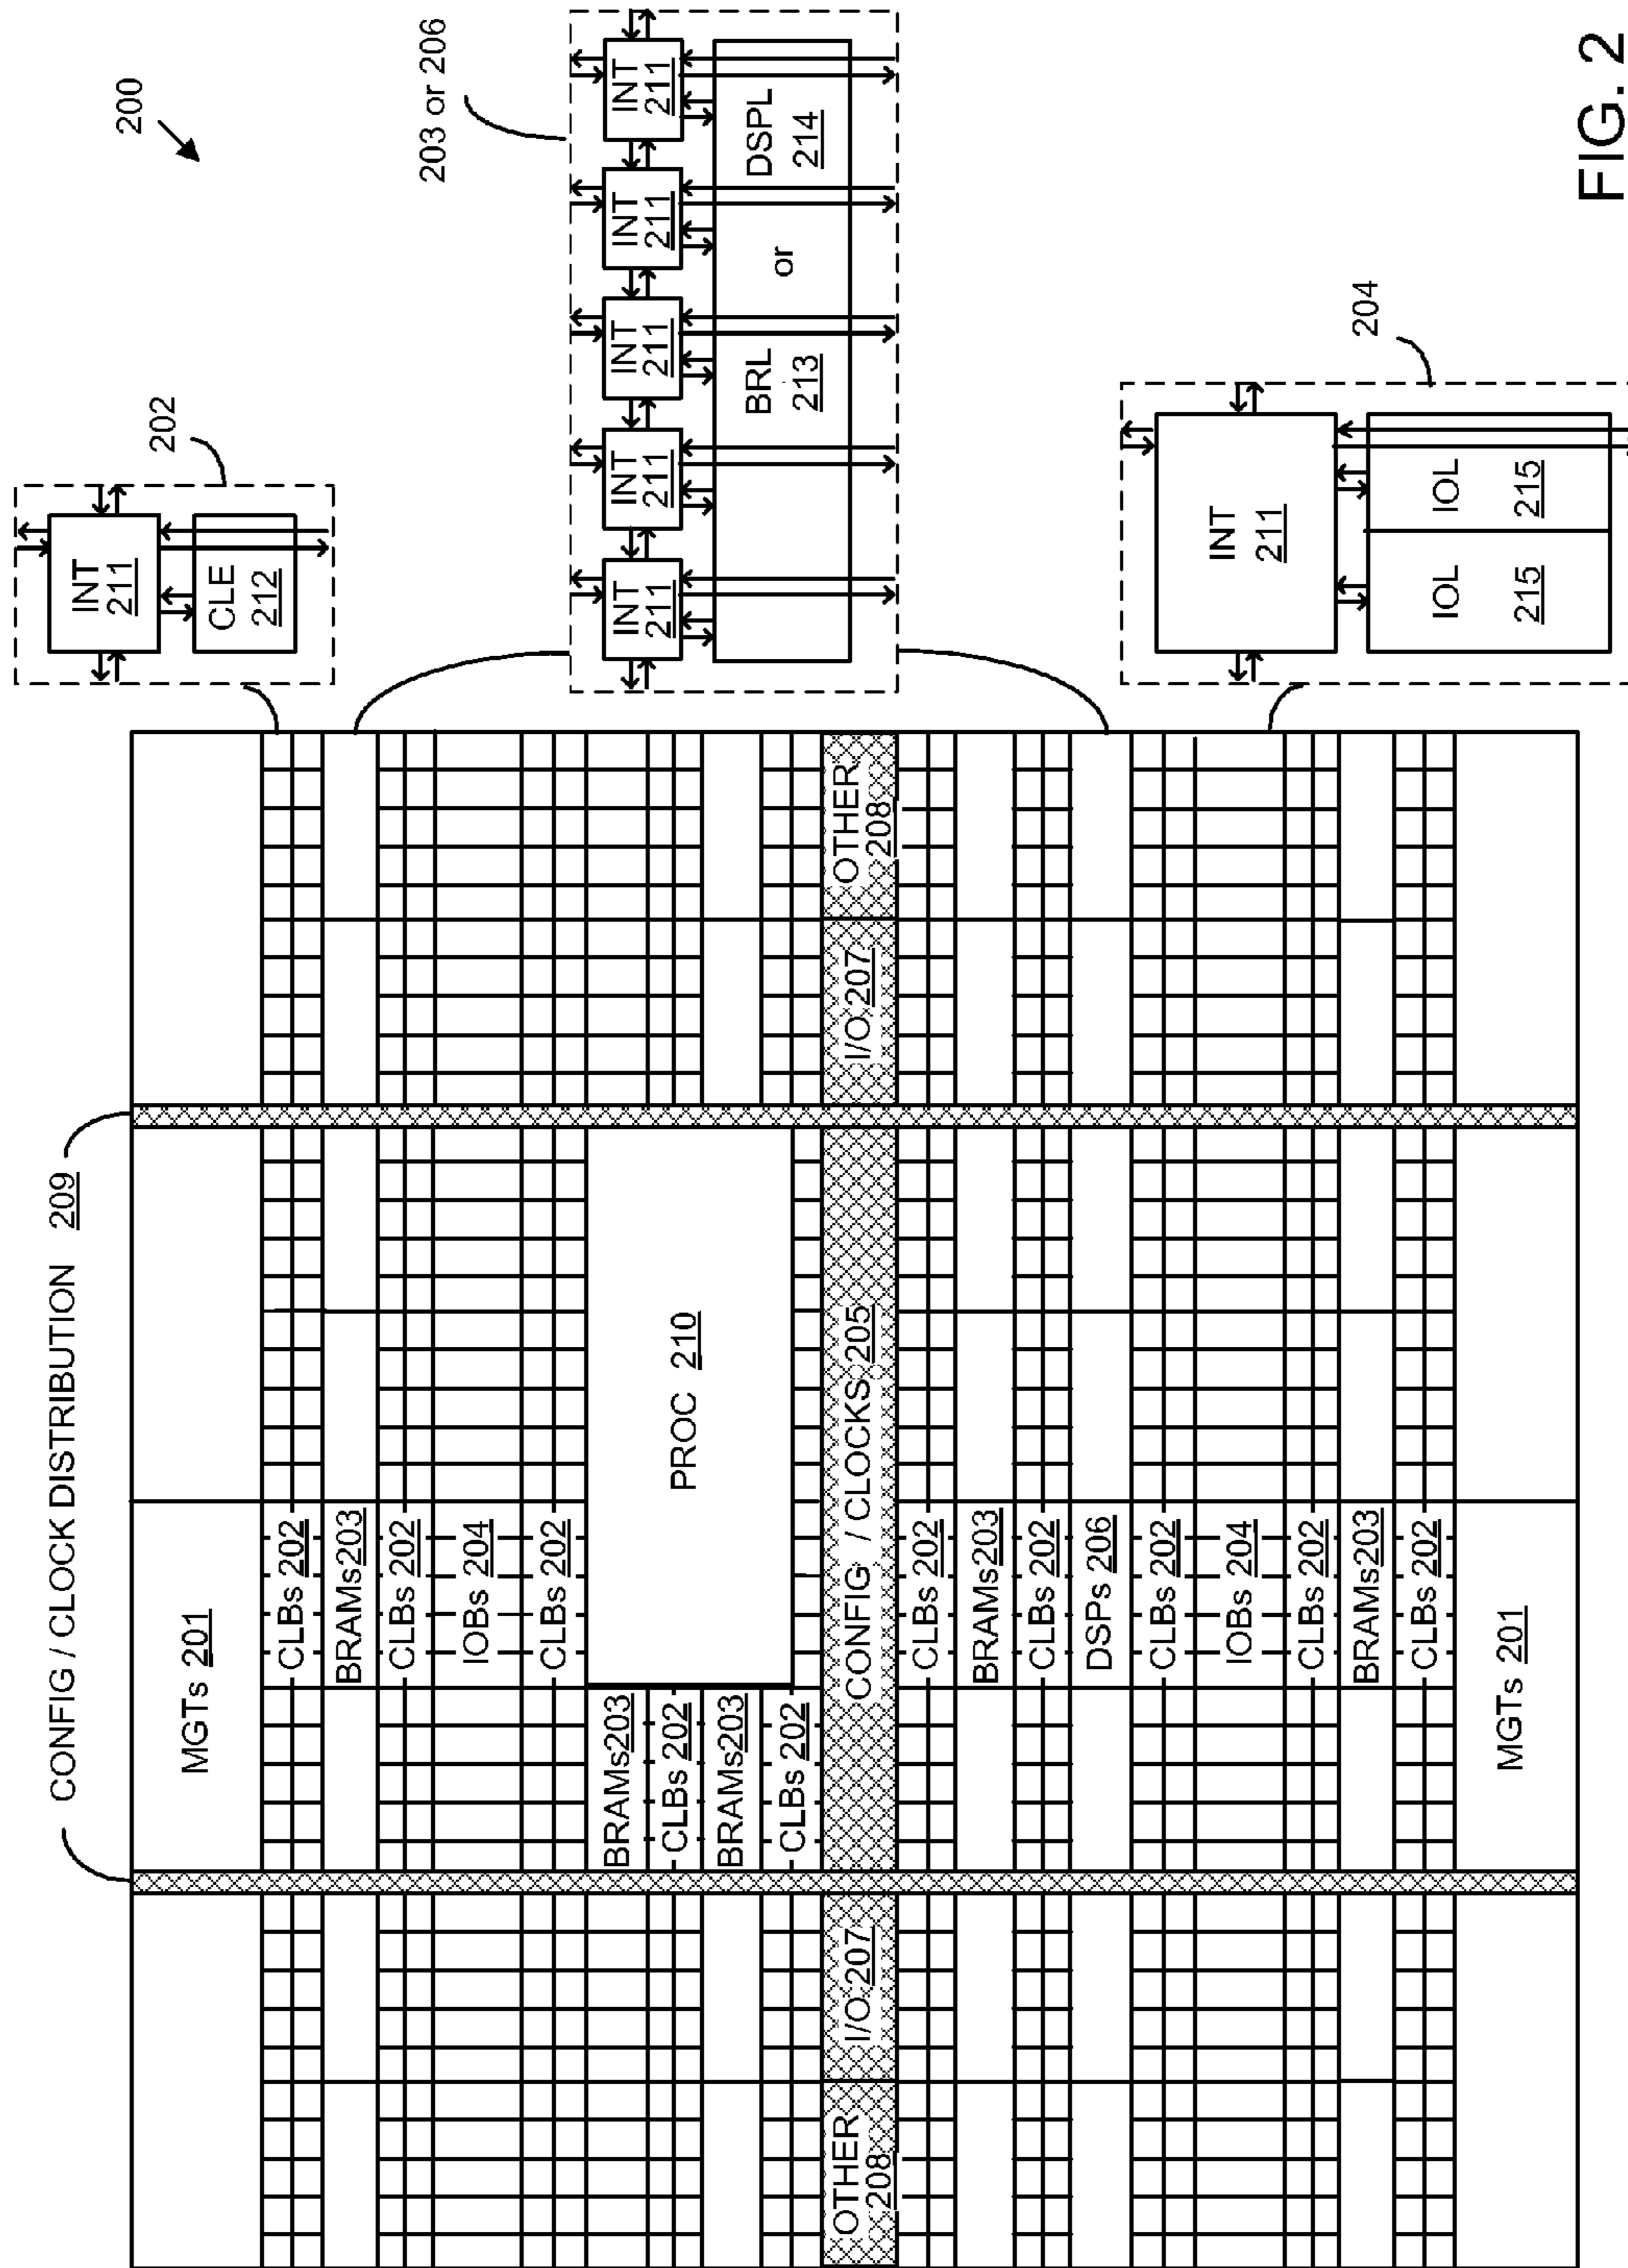 200
CONFIG / CLOCK DISTRIBUTION 209
MGTs 201
CLBs 202
BRAMs 203
CLBs 202
IOBs 204
CLBs 202
BRAMs 203
CLBs 202
BRAMs 203
CLBs 202
PROC 210
OTHER
208
I/O 207
CONFIG / CLOCKS 205
I/O 207
OTHER
208
CLBs 202
BRAMs 203
CLBs 202
DSPs 206
CLBs 202
IOBs 204
CLBs 202
BRAMs 203
CLBs 202
MGTs 201
202
INT
211
CLE
212
203 or 206
INT
211
INT
211
INT
211
INT
211
INT
211
BRL
213
or
DSPL
214
204
INT
211
IOL
215
IOL
215
FIG. 2